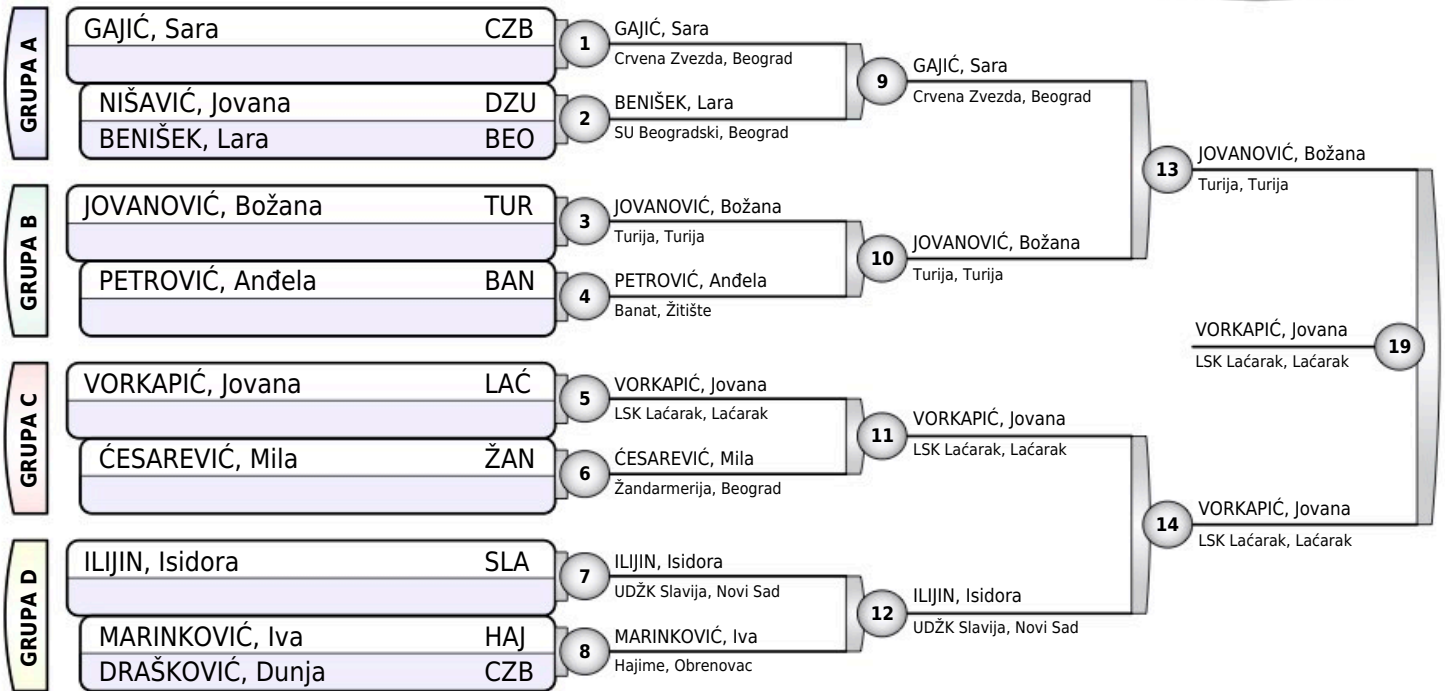 GRUPA A
GAJIĆ, Sara CZB
NIŠAVIĆ, Jovana DZU
BENIŠEK, Lara BEO
GRUPA B
JOVANOVIĆ, Božana TUR
PETROVIĆ, Anđela BAN
GRUPA C
VORKAPIĆ, Jovana LAĆ
ĆESAREVIĆ, Mila ŽAN
GRUPA D
ILIJIN, Isidora SLA
MARINKOVIĆ, Iva HAJ
DRAŠKOVIĆ, Dunja CZB
1
GAJIĆ, Sara
Crvena Zvezda, Beograd
2
BENIŠEK, Lara
SU Beogradski, Beograd
3
JOVANOVIĆ, Božana
Turija, Turija
4
PETROVIĆ, Anđela
Banat, Žitište
5
VORKAPIĆ, Jovana
LSK Laćarak, Laćarak
6
ĆESAREVIĆ, Mila
Žandarmerija, Beograd
7
ILIJIN, Isidora
UDŽK Slavija, Novi Sad
8
MARINKOVIĆ, Iva
Hajime, Obrenovac
9
GAJIĆ, Sara
Crvena Zvezda, Beograd
10
JOVANOVIĆ, Božana
Turija, Turija
11
VORKAPIĆ, Jovana
LSK Laćarak, Laćarak
12
ILIJIN, Isidora
UDŽK Slavija, Novi Sad
13
JOVANOVIĆ, Božana
Turija, Turija
14
VORKAPIĆ, Jovana
LSK Laćarak, Laćarak
VORKAPIĆ, Jovana
LSK Laćarak, Laćarak
19